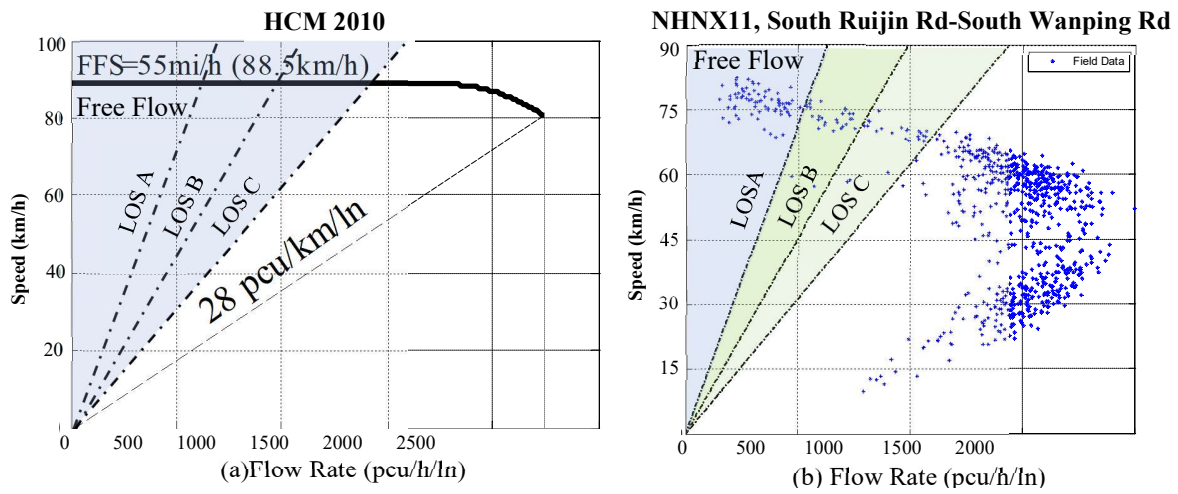 HCM 2010
100
80
60
40
20
0
500
1000
1500
2000
2500
Speed (km/h)
FFS=55mi/h (88.5km/h)
Free Flow
LOS A
LOS B
LOS C
28 pcu/km/ln
(a)Flow Rate (pcu/h/ln)
NHNX11, South Ruijin Rd-South Wanping Rd
90
75
60
45
30
15
0
500
1000
1500
2000
Speed (km/h)
Free Flow
Field Data
LOSA
LOS B
LOS C
(b) Flow Rate (pcu/h/ln)